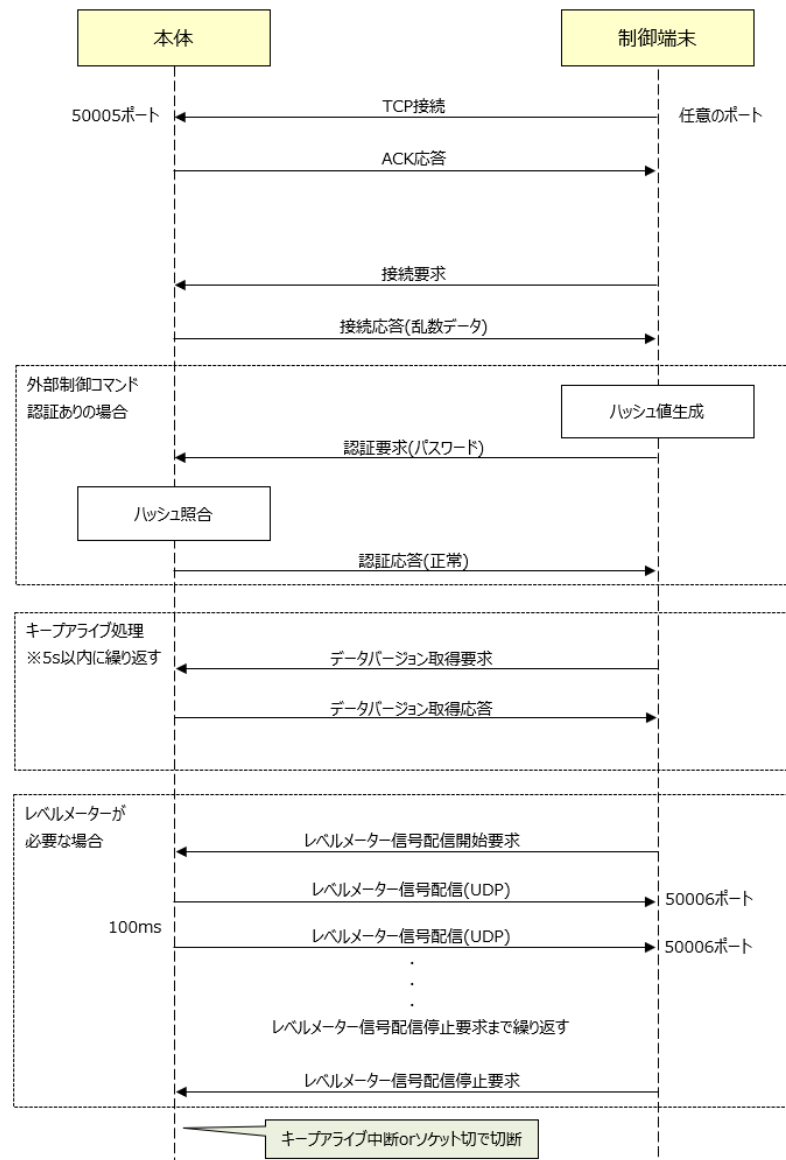 本体
制御端末
TCP接続
50005ポート
任意のポート
ACK応答
接続要求
接続応答(乱数データ)
外部制御コマンド
認証ありの場合
ハッシュ値生成
認証要求(パスワード)
ハッシュ照合
認証応答(正常)
キープアライブ処理
※5s以内に繰り返す
データバージョン取得要求
データバージョン取得応答
レベルメーターが
必要な場合
レベルメーター信号配信開始要求
レベルメーター信号配信(UDP)
50006ポート
100ms
レベルメーター信号配信(UDP)
50006ポート
.
.
.
レベルメーター信号配信停止要求まで繰り返す
レベルメーター信号配信停止要求
キープアライブ中断orソケット切で切断